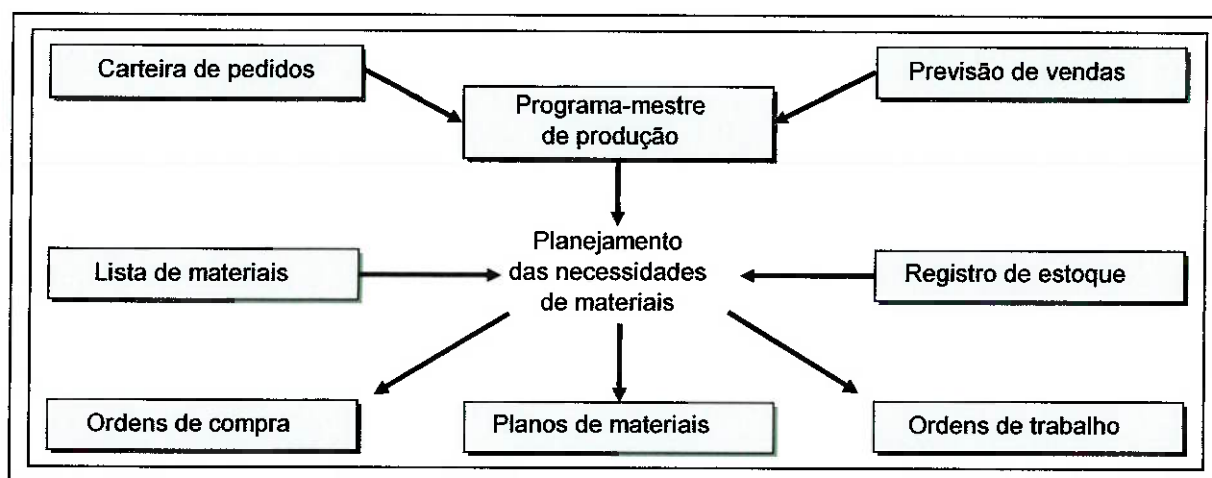 Carteira de pedidos
Previsão de vendas
Programa-mestre
de produção
Lista de materiais
Planejamento
das necessidades
de materiais
Registro de estoque
Ordens de compra
Planos de materiais
Ordens de trabalho